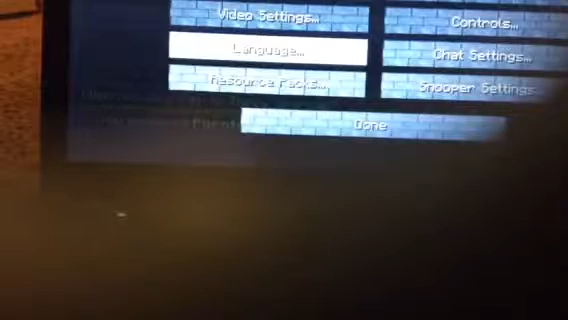 Video Settings...
Controls...
Language...
Chat Settings...
Resource Packs...
Snooper Settings...
Done